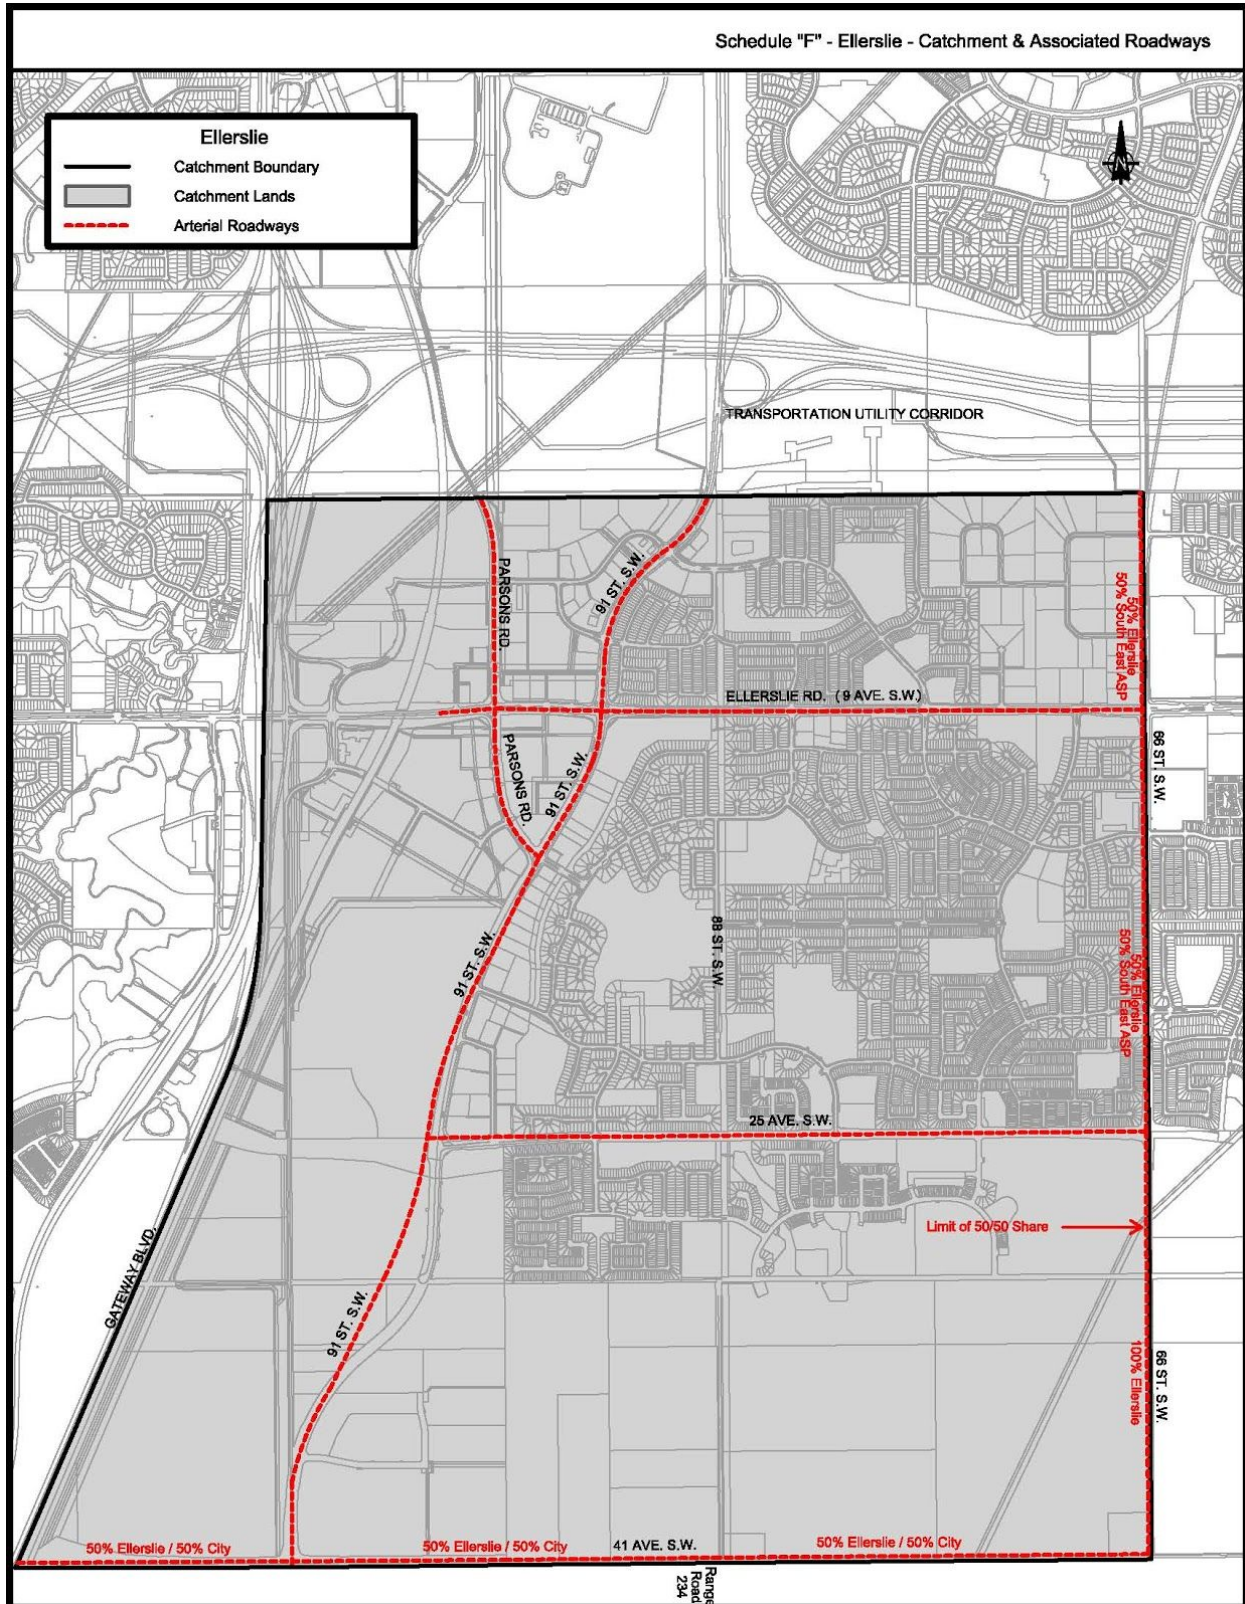 Schedule "F" - Ellerslie - Catchment & Associated Roadways
Ellerslie
Catchment Boundary
Catchment Lands
Arterial Roadways
N
TRANSPORTATION UTILITY CORRIDOR
PARSONS RD.
91 ST. S.W.
50% Ellerslie
50% South East ASP
ELLERSLIE RD. ( 9 AVE. S.W.)
66 ST. S.W.
PARSONS RD.
91 ST. S.W.
88 ST. S.W.
91 ST. S.W.
50% Ellerslie
50% South East ASP
25 AVE. S.W.
Limit of 50/50 Share
GATEWAY BLVD.
91 ST. S.W.
100% Ellerslie
66 ST. S.W.
50% Ellerslie / 50% City
50% Ellerslie / 50% City
41 AVE. S.W.
50% Ellerslie / 50% City
Range
Road
234